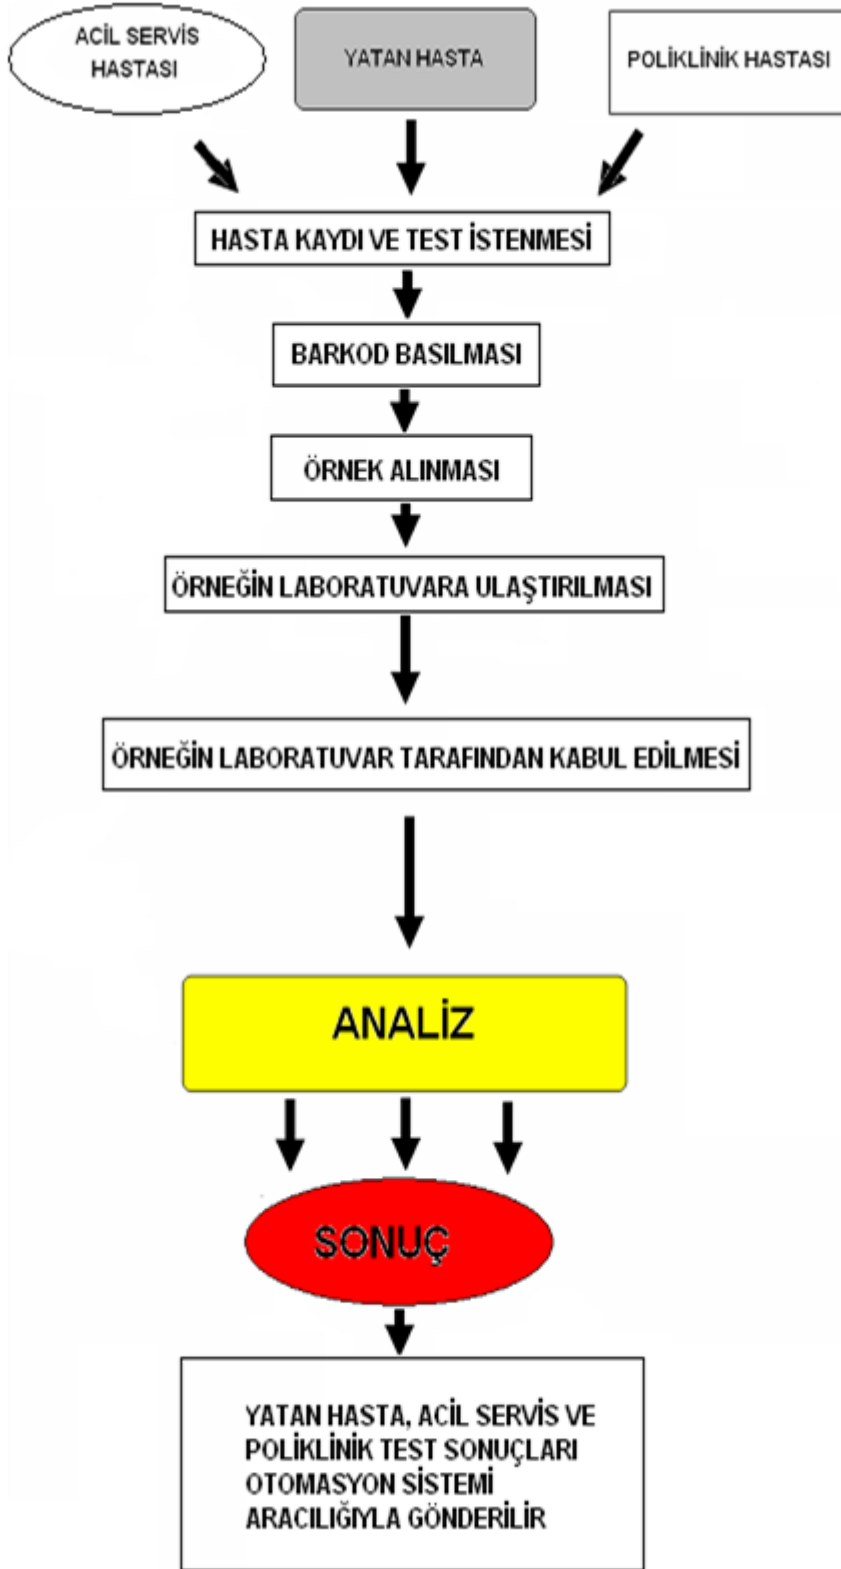 ACİL SERVİS
HASTASI
YATAN HASTA
POLİKLİNİK HASTASI
HASTA KAYDI VE TEST İSTENMESİ
BARKOD BASILMASI
ÖRNEK ALINMASI
ÖRNEĞİN LABORATUVARA ULAŞTIRILMASI
ÖRNEĞİN LABORATUVAR TARAFINDAN KABUL EDİLMESİ
ANALİZ
SONUÇ
YATAN HASTA, ACİL SERVİS VE
POLİKLİNİK TEST SONUÇLARI
OTOMASYON SİSTEMİ
ARACILIĞIYLA GÖNDERİLİR